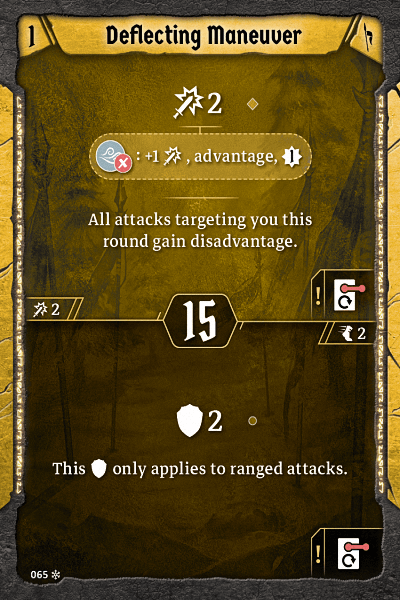 1 Deflecting Maneuver
2
: +1 , advantage, 1
All attacks targeting you this
round gain disadvantage.
!
2
15
2
2
This only applies to ranged attacks.
!
065